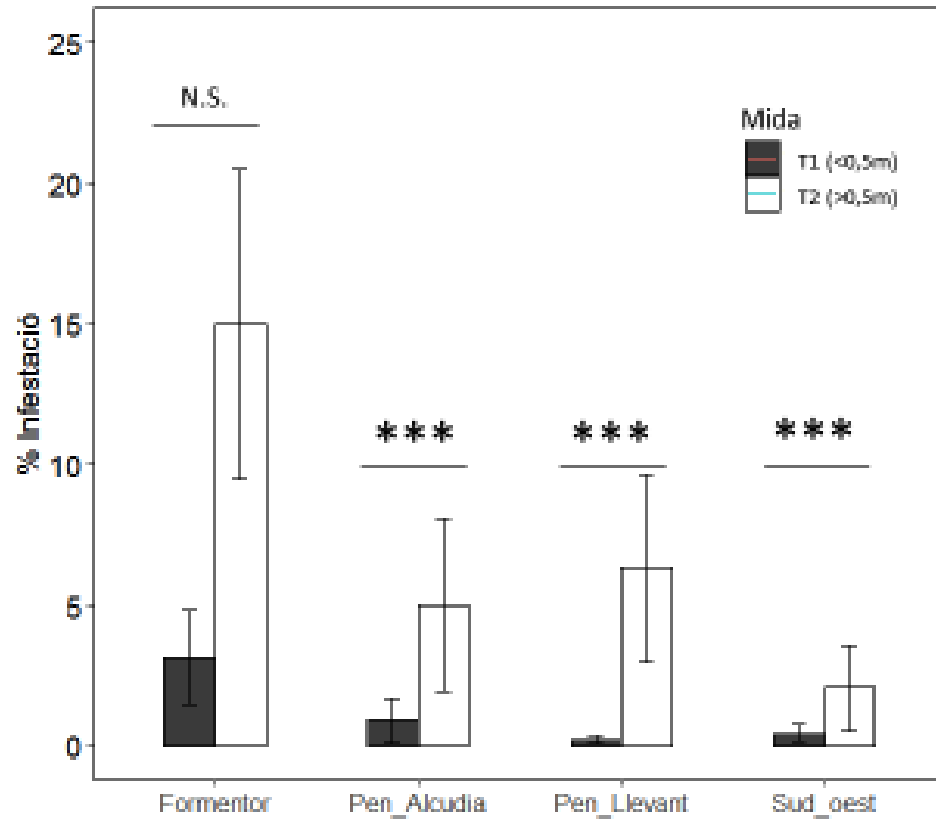 25
N.S.
Mida
T1 (<0,5m)
20
T2 (>0,5m)
% Infestació
15
***
***
***
10
5
0
Formentor
Pen_Alcudia
Pen_Llevant
Sud_oest